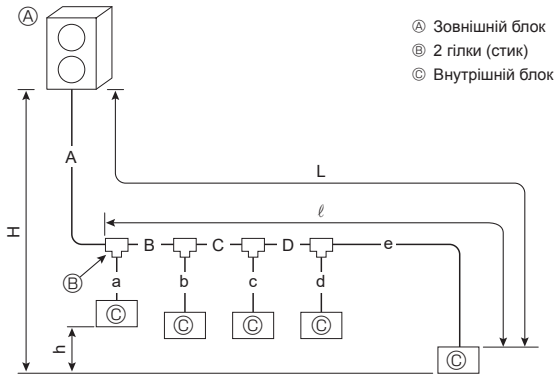 Ⓐ
Ⓐ Зовнішній блок
Ⓑ 2 гілки (стик)
Ⓒ Внутрішній блок
A
L
H
ℓ
B C D e
Ⓑ a b c d
Ⓒ Ⓒ Ⓒ Ⓒ
h
Ⓒ